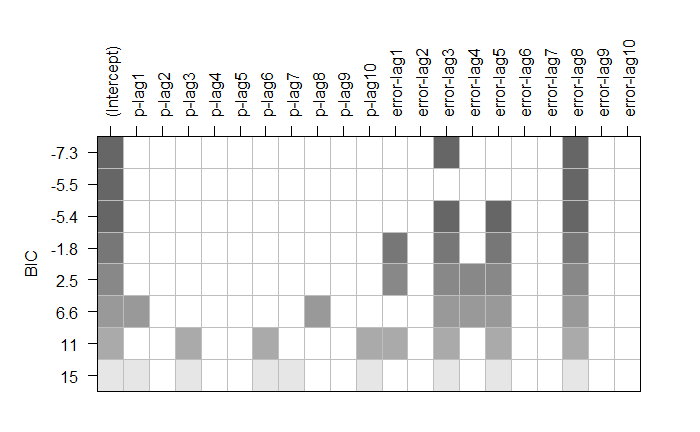 (Intercept)
p-lag1
p-lag2
p-lag3
p-lag4
p-lag5
p-lag6
p-lag7
p-lag8
p-lag9
p-lag10
error-lag1
error-lag2
error-lag3
error-lag4
error-lag5
error-lag6
error-lag7
error-lag8
error-lag9
error-lag10
BIC
-7.3
-5.5
-5.4
-1.8
2.5
6.6
11
15